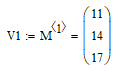 V1 := M^⟨1⟩ = (11
14
17)